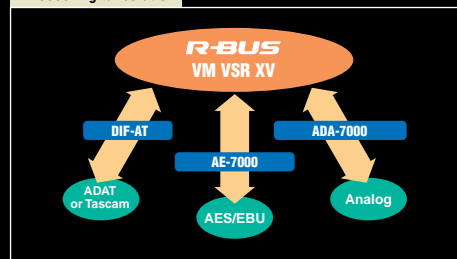 R-BUS
VM VSR XV
DIF-AT
ADA-7000
AE-7000
ADAT
or Tascam
AES/EBU
Analog